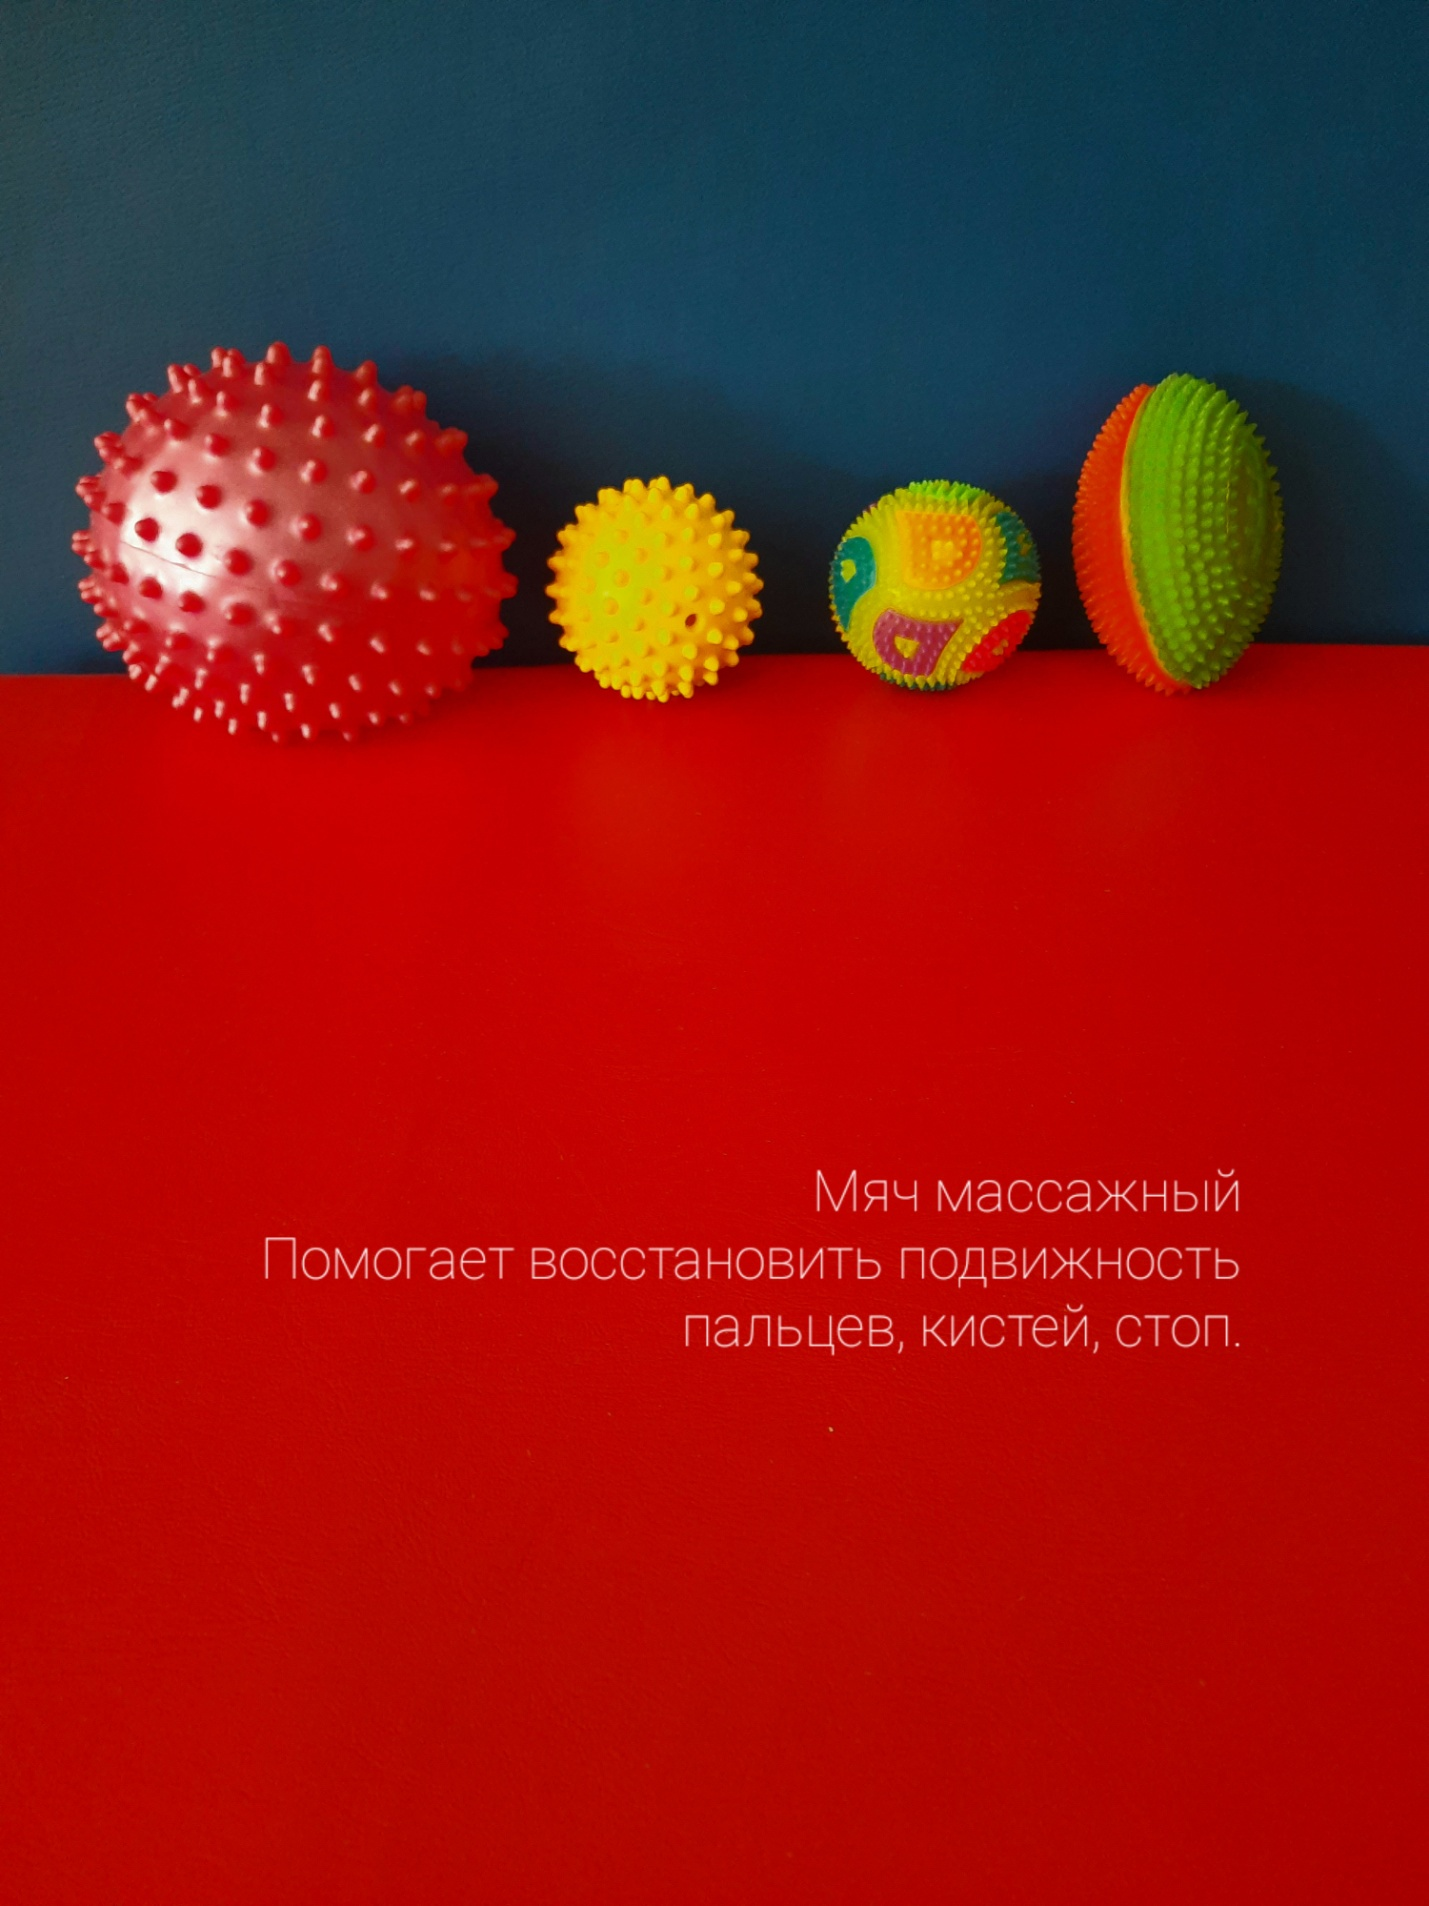 Мяч массажный
Помогает восстановить подвижность
пальцев, кистей, стоп.